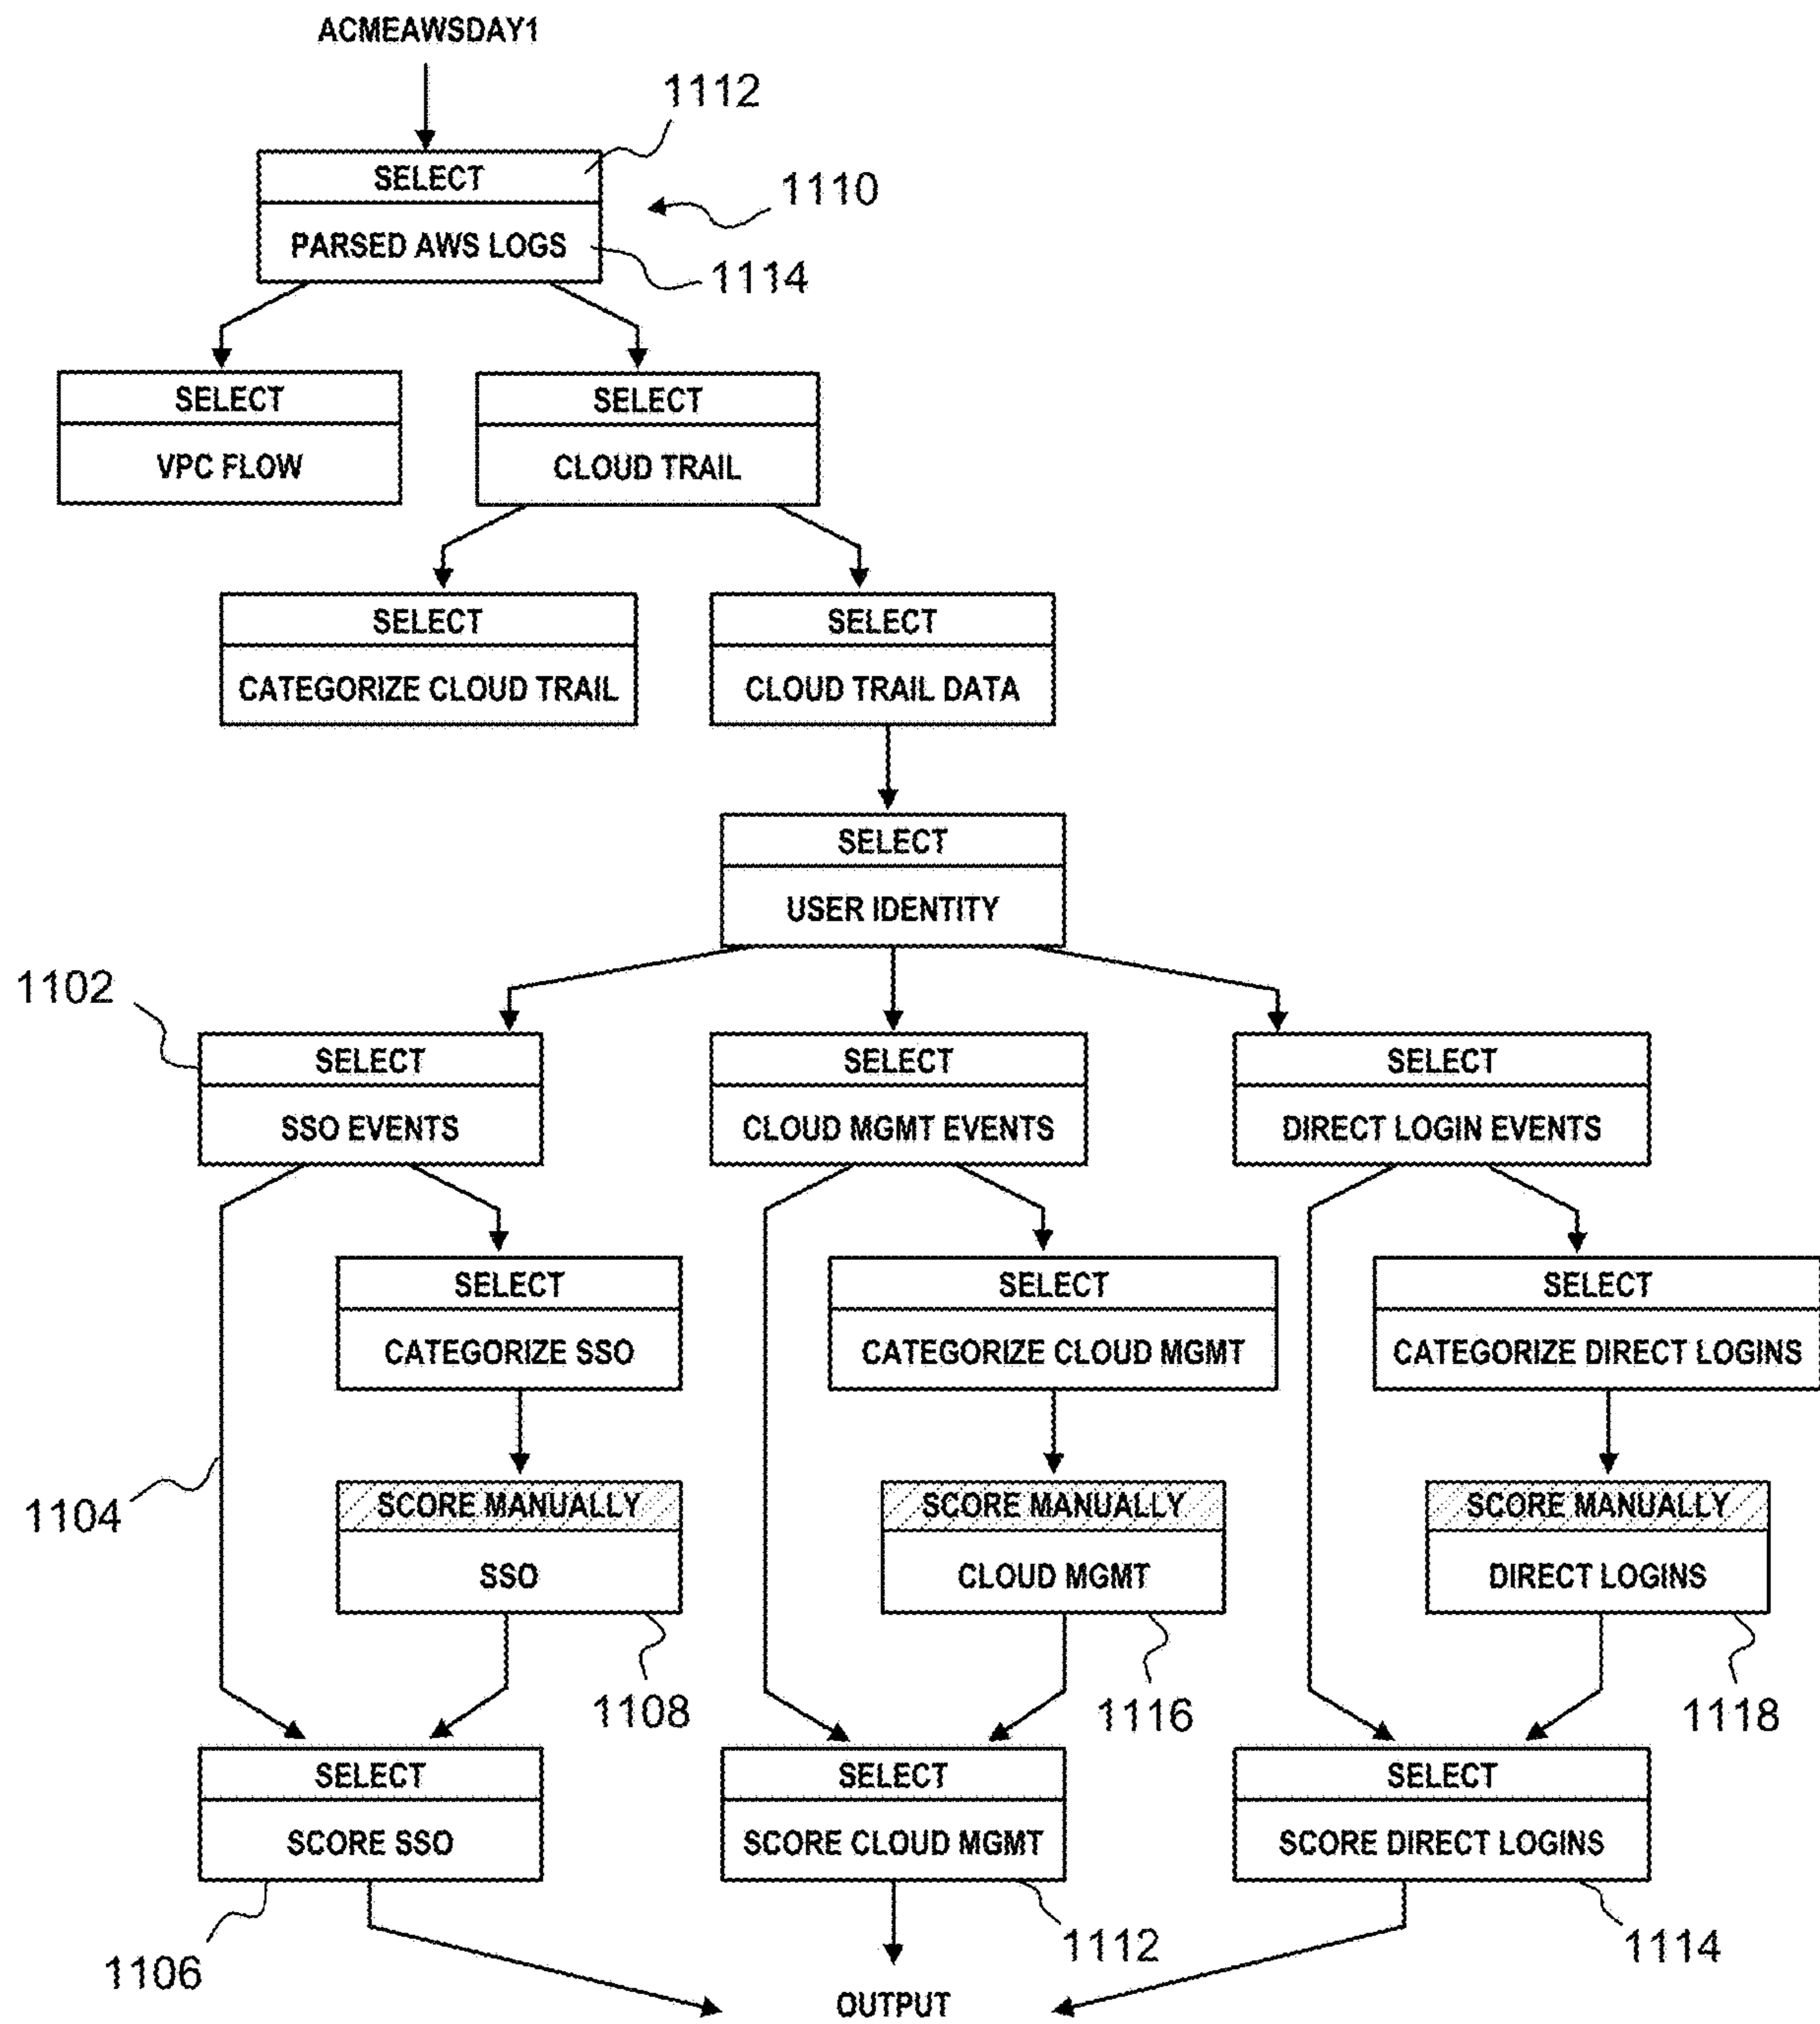 ACMEAWSDAY1
1112
SELECT
1110
PARSED AWS LOGS
1114
SELECT
VPC FLOW
SELECT
CLOUD TRAIL
SELECT
CATEGORIZE CLOUD TRAIL
SELECT
CLOUD TRAIL DATA
SELECT
USER IDENTITY
1102
SELECT
SSO EVENTS
SELECT
CLOUD MGMT EVENTS
SELECT
DIRECT LOGIN EVENTS
SELECT
CATEGORIZE SSO
SELECT
CATEGORIZE CLOUD MGMT
SELECT
CATEGORIZE DIRECT LOGINS
1104
SCORE MANUALLY
SSO
SCORE MANUALLY
CLOUD MGMT
SCORE MANUALLY
DIRECT LOGINS
1108
1116
1118
SELECT
SCORE SSO
SELECT
SCORE CLOUD MGMT
SELECT
SCORE DIRECT LOGINS
1106
1112
1114
OUTPUT